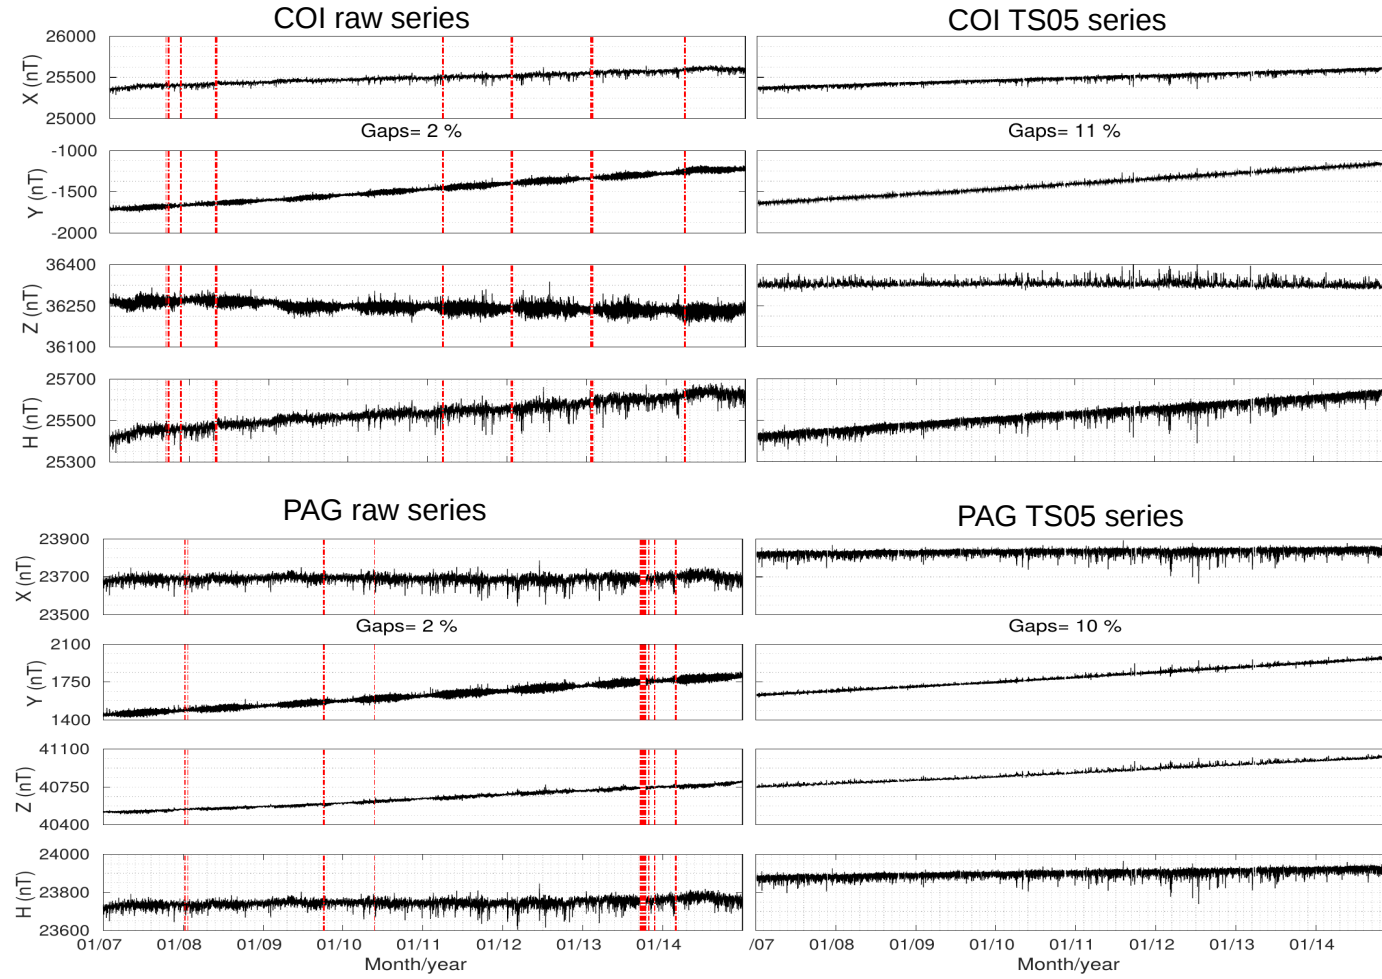 COI raw series
COI TS05 series
26000
25500
25000
X (nT)
Gaps= 2 %
Gaps= 11 %
-1000
-1500
-2000
Y (nT)
36400
36250
36100
Z (nT)
25700
25500
25300
H (nT)
PAG raw series
PAG TS05 series
23900
23700
23500
X (nT)
Gaps= 2 %
Gaps= 10 %
2100
1750
1400
Y (nT)
41100
40750
40400
Z (nT)
24000
23800
23600
H (nT)
01/07 01/08 01/09 01/10 01/11 01/12 01/13 01/14
/07 01/08 01/09 01/10 01/11 01/12 01/13 01/14
Month/year
Month/year